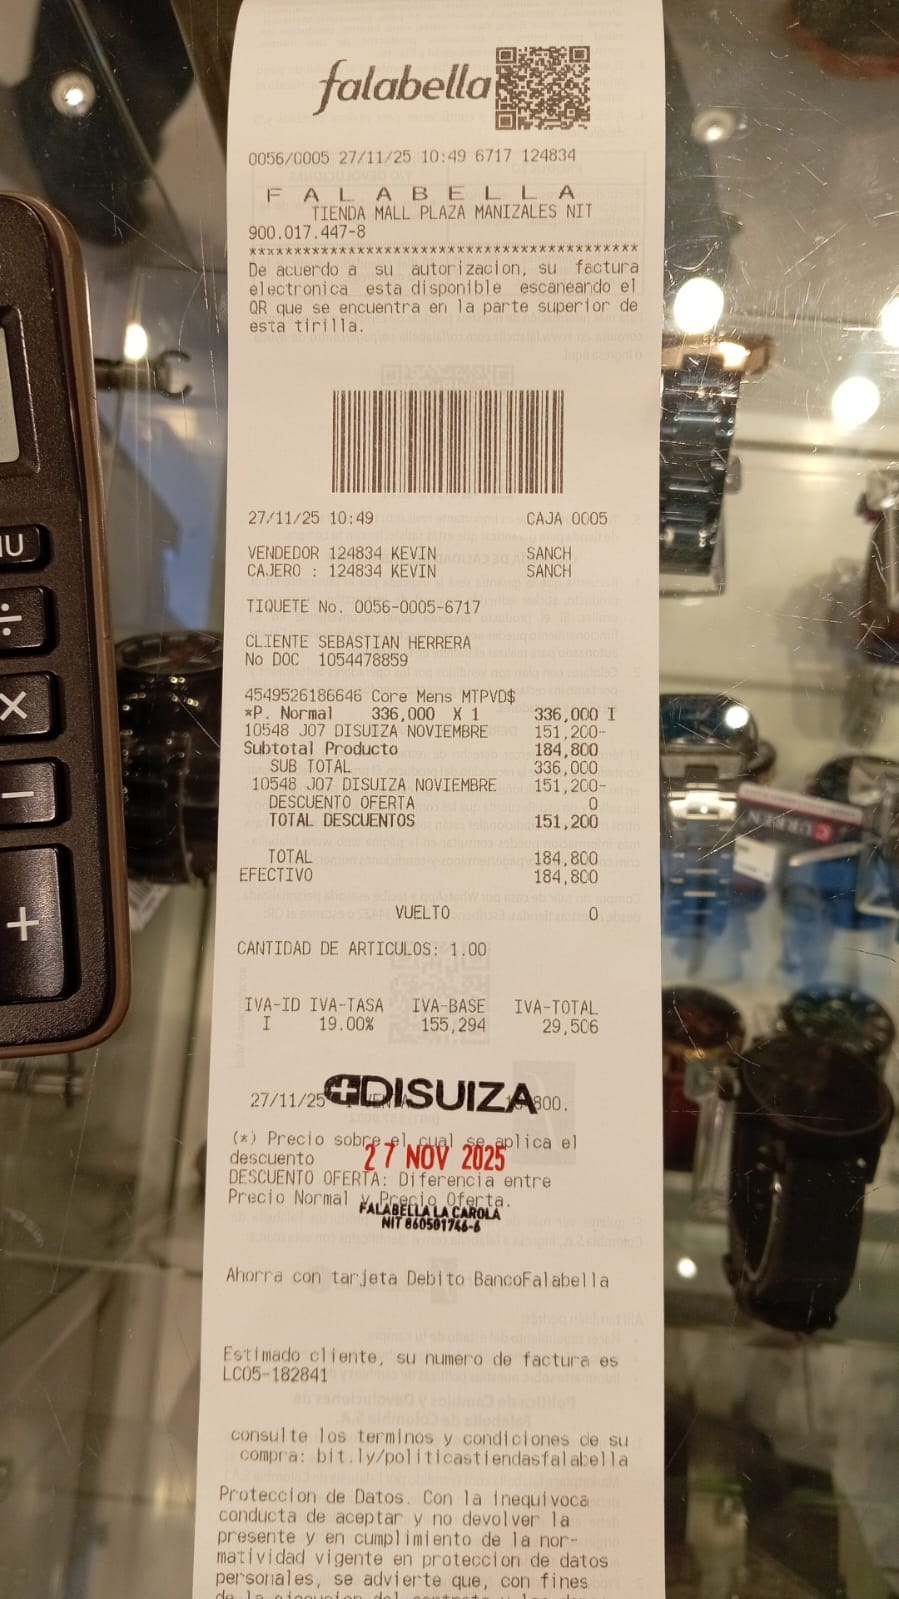 falabella
0056/0005 27/11/25 10:49 6717 124834
F A L A B E L L A
TIENDA MALL PLAZA MANIZALES NIT
900.017.447-8
****************************************
De acuerdo a su autorizacion, su factura
electronica esta disponible escaneando el
QR que se encuentra en la parte superior de
esta tirilla.
27/11/25 10:49 CAJA 0005
VENDEDOR 124834 KEVIN SANCH
CAJERO : 124834 KEVIN SANCH
TIQUETE No. 0056-0005-6717
CLIENTE SEBASTIAN HERRERA
No DOC 1054478859
4549526186646 Core Mens MTPVD$
*P. Normal 336,000 X 1 336,000 I
10548 J07 DISUIZA NOVIEMBRE 151,200-
Subtotal Producto 184,800
SUB TOTAL 336,000
10548 J07 DISUIZA NOVIEMBRE 151,200-
DESCUENTO OFERTA 0
TOTAL DESCUENTOS 151,200
TOTAL 184,800
EFECTIVO 184,800
VUELTO 0
CANTIDAD DE ARTICULOS: 1.00
IVA-ID IVA-TASA IVA-BASE IVA-TOTAL
I 19.00% 155,294 29,506
DISUIZA
27/11/25 800.
(*) Precio sobre el cual se aplica el
descuento
27 NOV 2025
DESCUENTO OFERTA: Diferencia entre
Precio Normal y Precio Oferta.
FALABELLA LA CAROLA
NIT 860501746-6
Ahorra con tarjeta Debito BancoFalabella
Estimado cliente, su numero de factura es
LC05-182841
consulte los terminos y condiciones de su
compra: bit.ly/politicastiendasfalabella
Proteccion de Datos. Con la inequivoca
conducta de aceptar y no devolver la
presente y en cumplimiento de la nor-
matividad vigente en proteccion de datos
personales, se advierte que, con fines
CURREN
÷
X
−
+